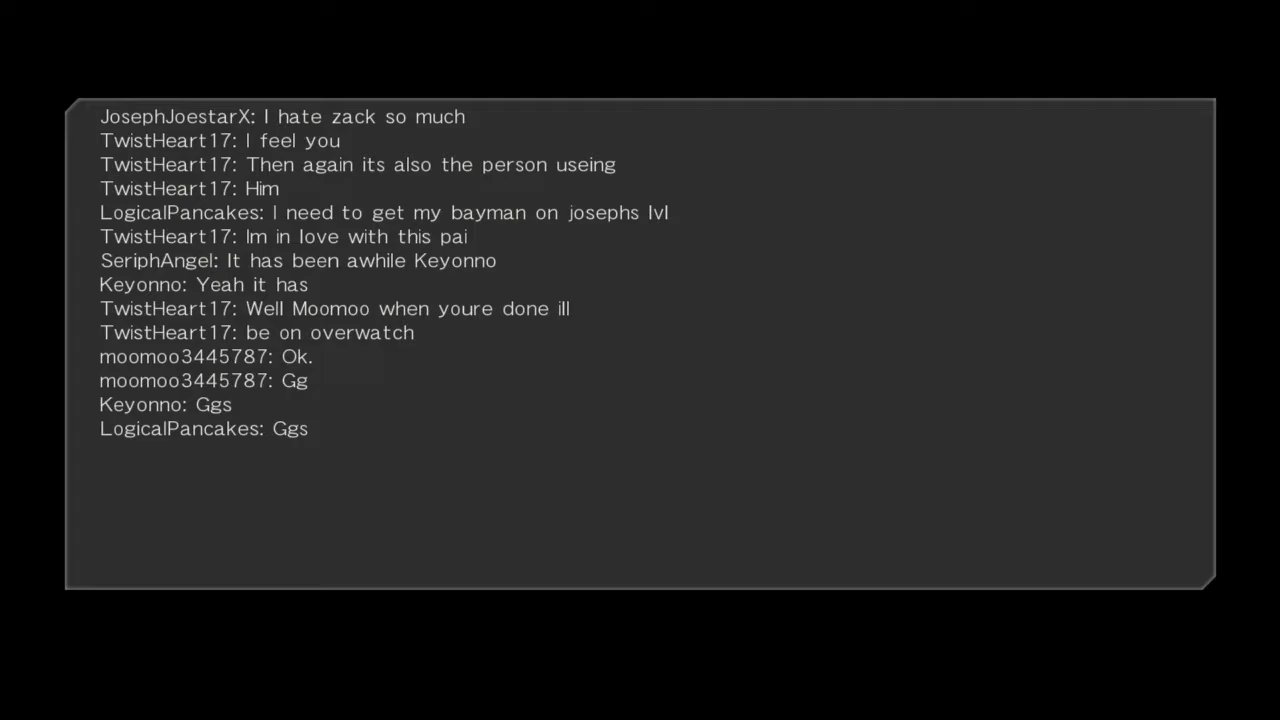 JosephJoestarX: I hate zack so much
TwistHeart17: I feel you
TwistHeart17: Then again its also the person useing
TwistHeart17: Him
LogicalPancakes: I need to get my bayman on josephs lvl
TwistHeart17: Im in love with this pai
SeriphAngel: It has been awhile Keyonno
Keyonno: Yeah it has
TwistHeart17: Well Moomoo when youre done ill
TwistHeart17: be on overwatch
moomoo3445787: Ok.
moomoo3445787: Gg
Keyonno: Ggs
LogicalPancakes: Ggs